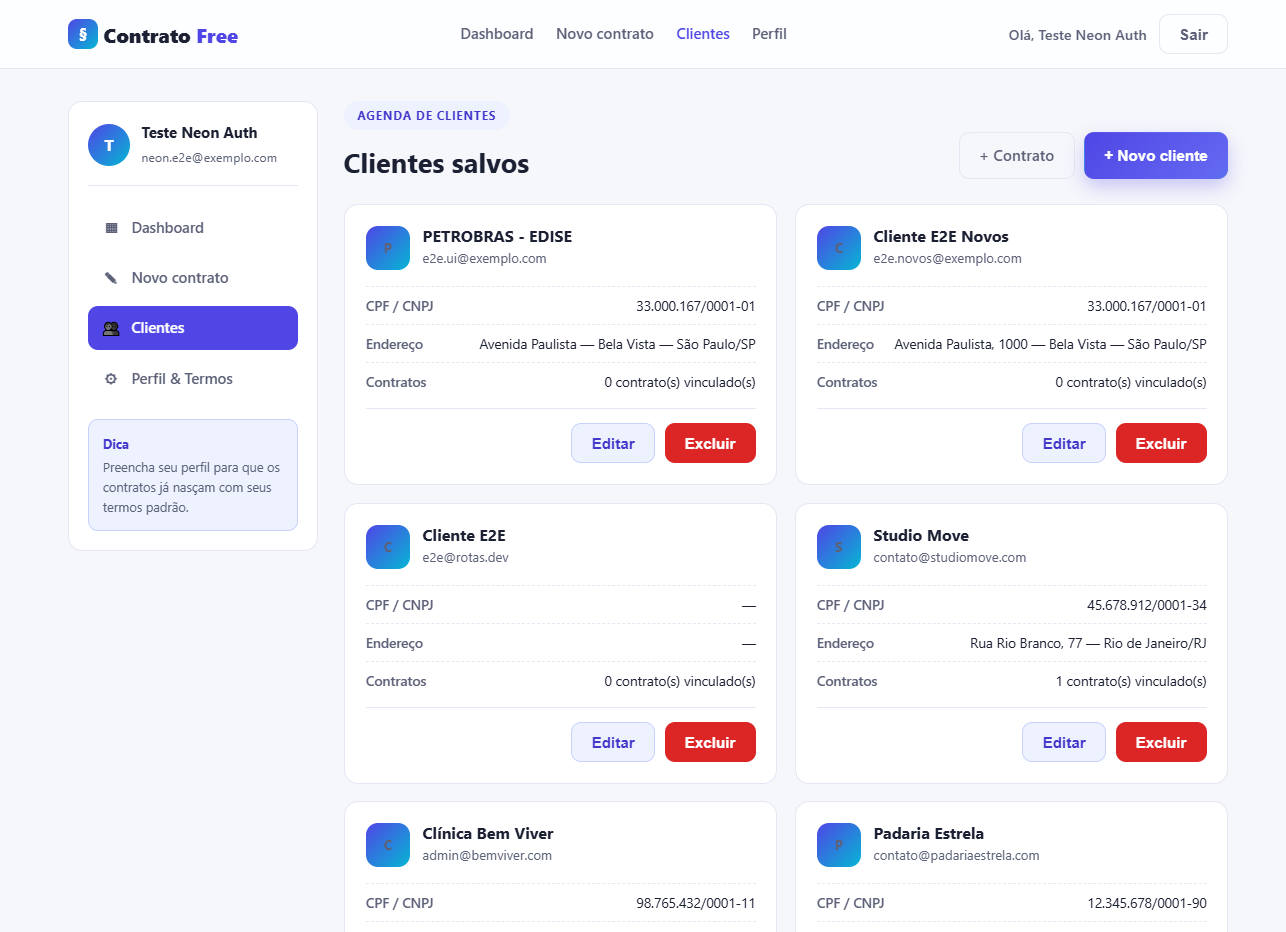 § Contrato Free
Dashboard Novo contrato Clientes Perfil
Olá, Teste Neon Auth Sair
T
Teste Neon Auth
neon.e2e@exemplo.com
Dashboard
Novo contrato
Clientes
Perfil & Termos
Dica
Preencha seu perfil para que os
contratos já nasçam com seus
termos padrão.
AGENDA DE CLIENTES
Clientes salvos
+ Contrato + Novo cliente
P
PETROBRAS - EDISE
e2e.ui@exemplo.com
CPF / CNPJ 33.000.167/0001-01
Endereço Avenida Paulista — Bela Vista — São Paulo/SP
Contratos 0 contrato(s) vinculado(s)
Editar Excluir
C
Cliente E2E Novos
e2e.novos@exemplo.com
CPF / CNPJ 33.000.167/0001-01
Endereço Avenida Paulista, 1000 — Bela Vista — São Paulo/SP
Contratos 0 contrato(s) vinculado(s)
Editar Excluir
C
Cliente E2E
e2e@rotas.dev
CPF / CNPJ —
Endereço —
Contratos 0 contrato(s) vinculado(s)
Editar Excluir
S
Studio Move
contato@studiomove.com
CPF / CNPJ 45.678.912/0001-34
Endereço Rua Rio Branco, 77 — Rio de Janeiro/RJ
Contratos 1 contrato(s) vinculado(s)
Editar Excluir
C
Clínica Bem Viver
admin@bemviver.com
CPF / CNPJ 98.765.432/0001-11
P
Padaria Estrela
contato@padariaestrela.com
CPF / CNPJ 12.345.678/0001-90